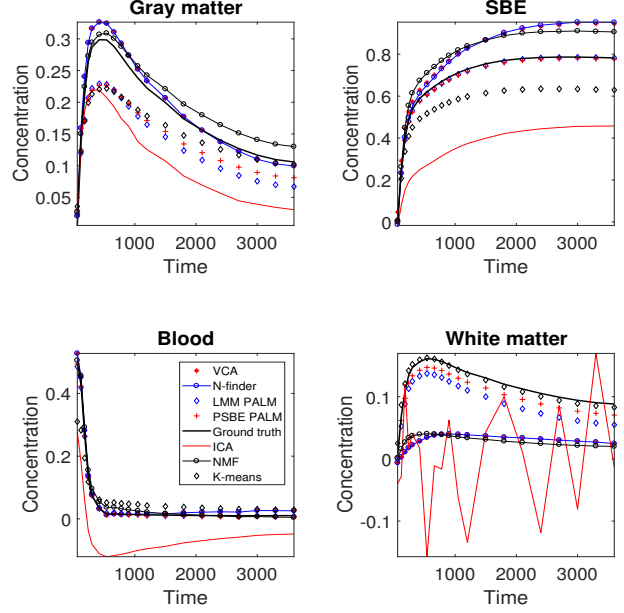 Gray matter
Concentration
0.3
0.25
0.2
0.15
0.1
0.05
1000 2000 3000
Time
SBE
Concentration
0.8
0.6
0.4
0.2
0
1000 2000 3000
Time
Blood
Concentration
0.4
0.2
0
1000 2000 3000
Time
VCA
N-finder
LMM PALM
PSBE PALM
Ground truth
ICA
NMF
K-means
White matter
Concentration
0.1
0
-0.1
1000 2000 3000
Time